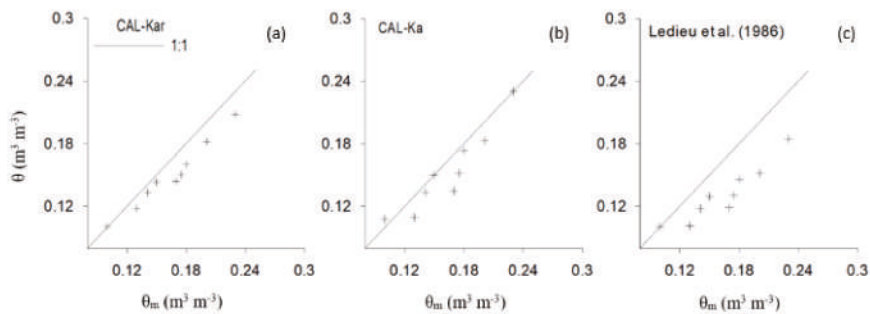 CAL-Kar
1:1
(a)
0.3
0.24
0.18
0.12
θ (m³ m⁻³)
0.12 0.18 0.24 0.3
θm (m³ m⁻³)
CAL-Ka
(b)
0.3
0.24
0.18
0.12
0.12 0.18 0.24 0.3
θm (m³ m⁻³)
Ledieu et al. (1986)
(c)
0.3
0.24
0.18
0.12
0.12 0.18 0.24 0.3
θm (m³ m⁻³)